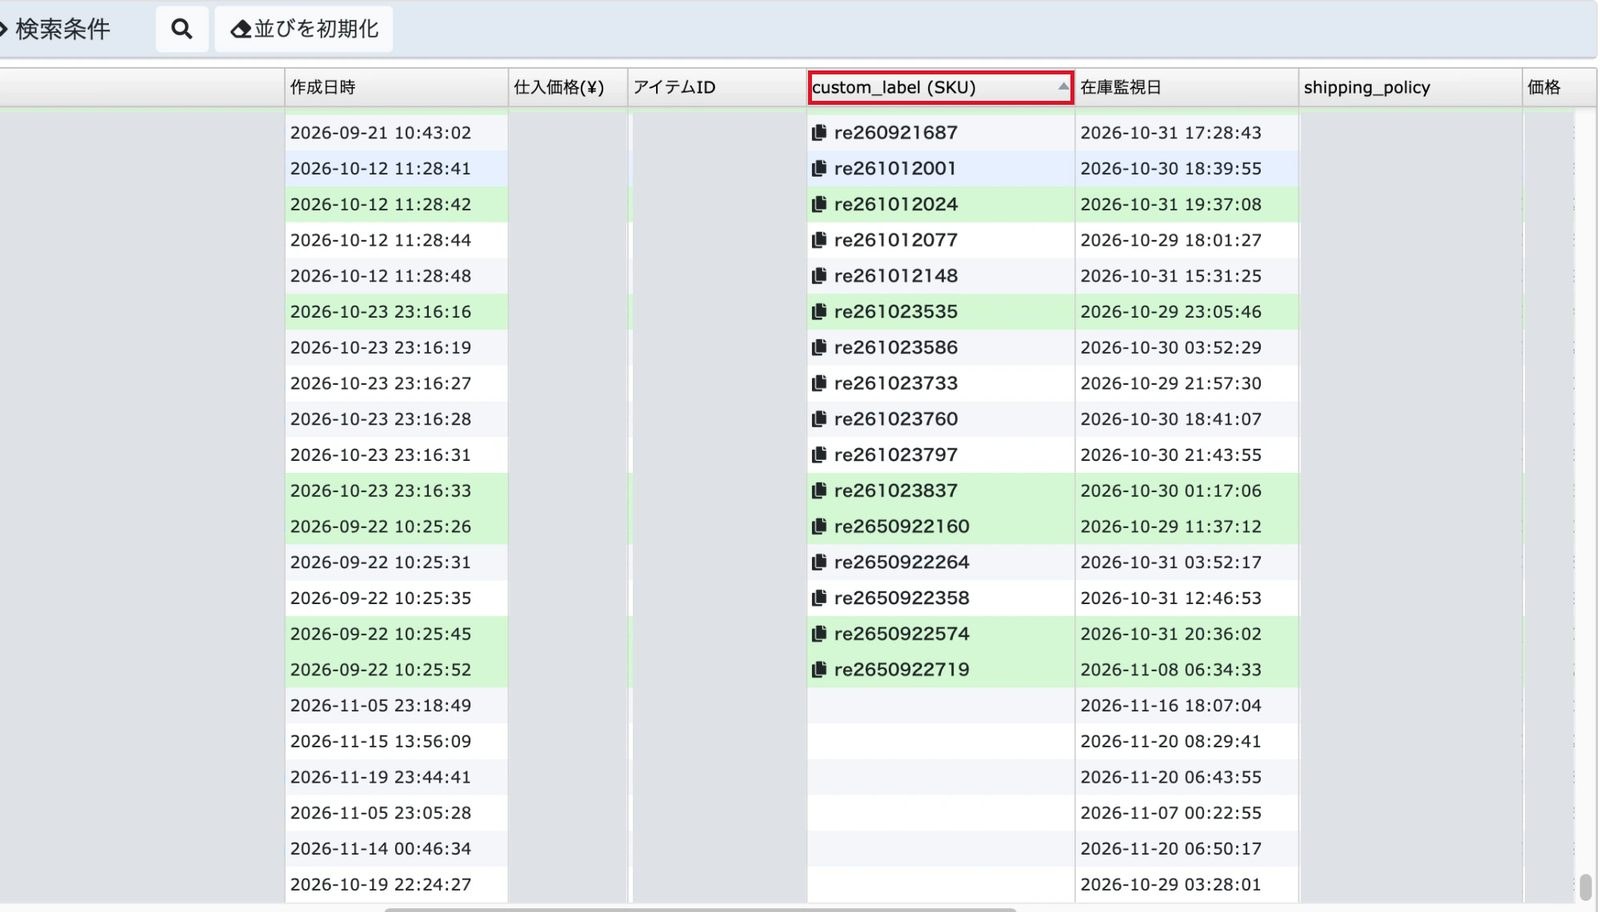 検索条件 並びを初期化
作成日時 仕入価格(¥) アイテムID custom_label (SKU) 在庫監視日 shipping_policy 価格
2026-09-21 10:43:02 re260921687 2026-10-31 17:28:43
2026-10-12 11:28:41 re261012001 2026-10-30 18:39:55
2026-10-12 11:28:42 re261012024 2026-10-31 19:37:08
2026-10-12 11:28:44 re261012077 2026-10-29 18:01:27
2026-10-12 11:28:48 re261012148 2026-10-31 15:31:25
2026-10-23 23:16:16 re261023535 2026-10-29 23:05:46
2026-10-23 23:16:19 re261023586 2026-10-30 03:52:29
2026-10-23 23:16:27 re261023733 2026-10-29 21:57:30
2026-10-23 23:16:28 re261023760 2026-10-30 18:41:07
2026-10-23 23:16:31 re261023797 2026-10-30 21:43:55
2026-10-23 23:16:33 re261023837 2026-10-30 01:17:06
2026-09-22 10:25:26 re2650922160 2026-10-29 11:37:12
2026-09-22 10:25:31 re2650922264 2026-10-31 03:52:17
2026-09-22 10:25:35 re2650922358 2026-10-31 12:46:53
2026-09-22 10:25:45 re2650922574 2026-10-31 20:36:02
2026-09-22 10:25:52 re2650922719 2026-11-08 06:34:33
2026-11-05 23:18:49 2026-11-16 18:07:04
2026-11-15 13:56:09 2026-11-20 08:29:41
2026-11-19 23:44:41 2026-11-20 06:43:55
2026-11-05 23:05:28 2026-11-07 00:22:55
2026-11-14 00:46:34 2026-11-20 06:50:17
2026-10-19 22:24:27 2026-10-29 03:28:01